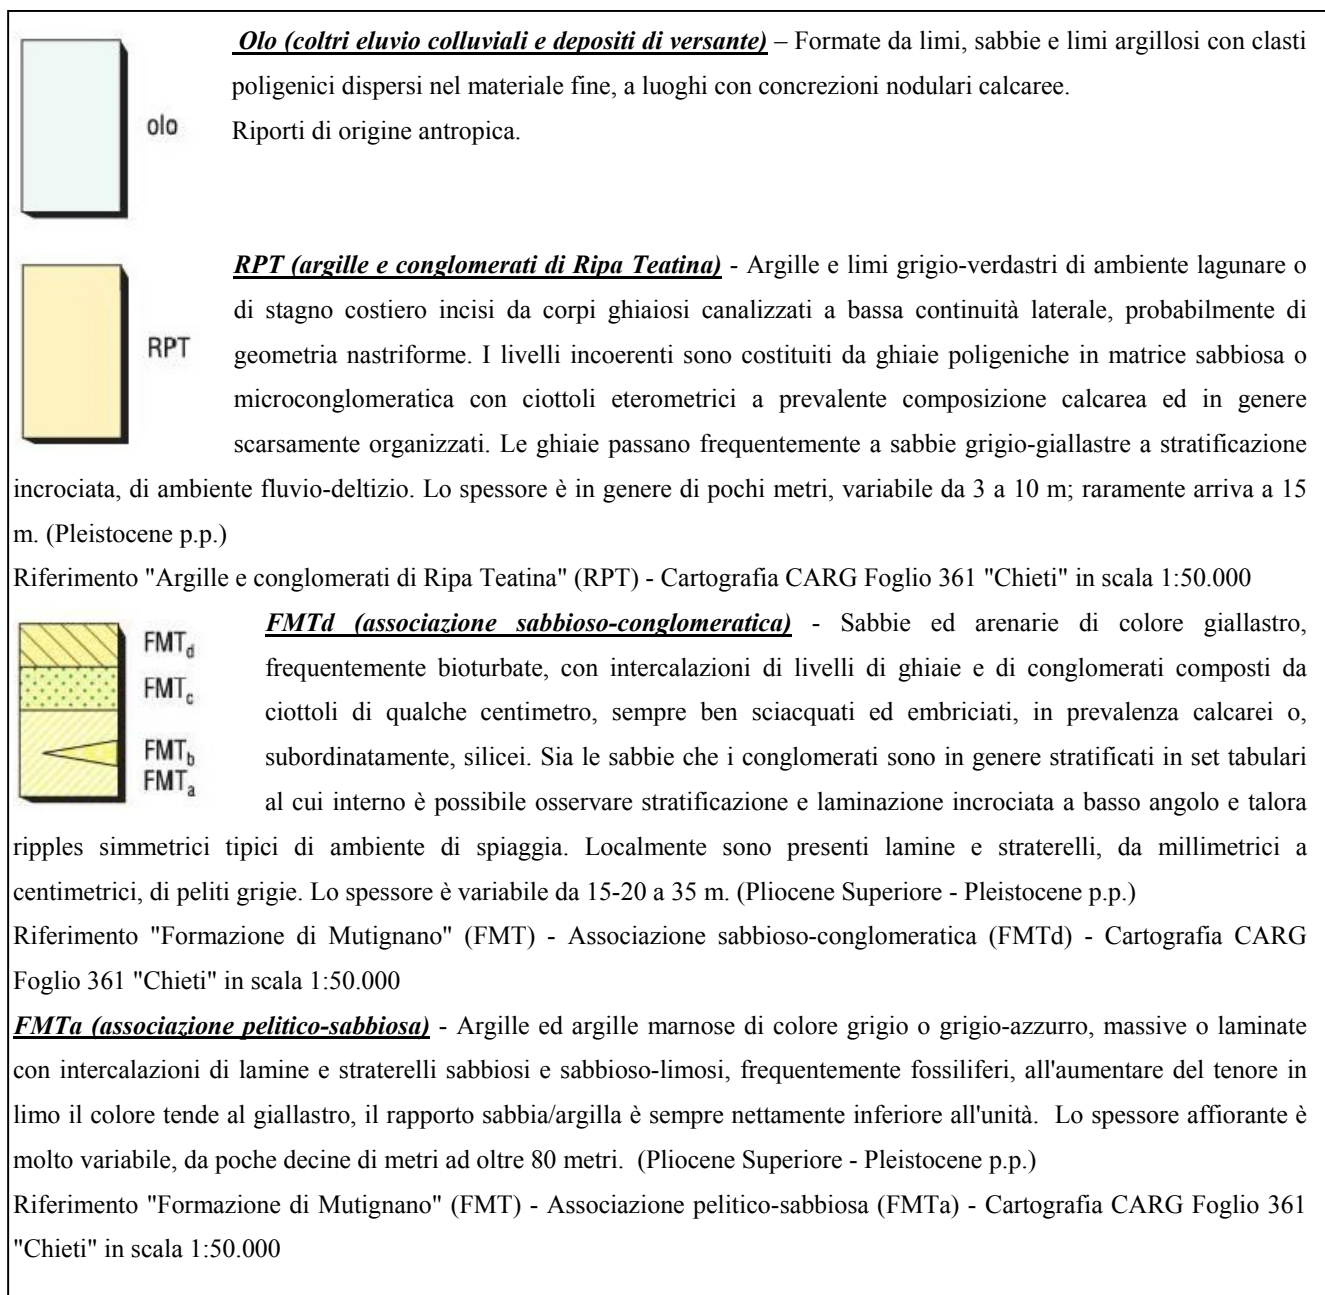 Olo (coltri eluvio colluviali e depositi di versante) – Formate da limi, sabbie e limi argillosi con clasti
poligenici dispersi nel materiale fine, a luoghi con concrezioni nodulari calcaree.
olo
Riporti di origine antropica.
RPT (argille e conglomerati di Ripa Teatina) - Argille e limi grigio-verdastri di ambiente lagunare o
di stagno costiero incisi da corpi ghiaiosi canalizzati a bassa continuità laterale, probabilmente di
RPT
geometria nastriforme. I livelli incoerenti sono costituiti da ghiaie poligeniche in matrice sabbiosa o
microconglomeratica con ciottoli eterometrici a prevalente composizione calcarea ed in genere
scarsamente organizzati. Le ghiaie passano frequentemente a sabbie grigio-giallastre a stratificazione
incrociata, di ambiente fluvio-deltizio. Lo spessore è in genere di pochi metri, variabile da 3 a 10 m; raramente arriva a 15
m. (Pleistocene p.p.)
Riferimento "Argille e conglomerati di Ripa Teatina" (RPT) - Cartografia CARG Foglio 361 "Chieti" in scala 1:50.000
FMTd (associazione sabbioso-conglomeratica) - Sabbie ed arenarie di colore giallastro,
FMTd
frequentemente bioturbate, con intercalazioni di livelli di ghiaie e di conglomerati composti da
FMTc
ciottoli di qualche centimetro, sempre ben sciacquati ed embriciati, in prevalenza calcarei o,
FMTb
subordinatamente, silicei. Sia le sabbie che i conglomerati sono in genere stratificati in set tabulari
FMTa
al cui interno è possibile osservare stratificazione e laminazione incrociata a basso angolo e talora
ripples simmetrici tipici di ambiente di spiaggia. Localmente sono presenti lamine e straterelli, da millimetrici a
centimetrici, di peliti grigie. Lo spessore è variabile da 15-20 a 35 m. (Pliocene Superiore - Pleistocene p.p.)
Riferimento "Formazione di Mutignano" (FMT) - Associazione sabbioso-conglomeratica (FMTd) - Cartografia CARG
Foglio 361 "Chieti" in scala 1:50.000
FMTa (associazione pelitico-sabbiosa) - Argille ed argille marnose di colore grigio o grigio-azzurro, massive o laminate
con intercalazioni di lamine e straterelli sabbiosi e sabbioso-limosi, frequentemente fossiliferi, all'aumentare del tenore in
limo il colore tende al giallastro, il rapporto sabbia/argilla è sempre nettamente inferiore all'unità. Lo spessore affiorante è
molto variabile, da poche decine di metri ad oltre 80 metri. (Pliocene Superiore - Pleistocene p.p.)
Riferimento "Formazione di Mutignano" (FMT) - Associazione pelitico-sabbiosa (FMTa) - Cartografia CARG Foglio 361
"Chieti" in scala 1:50.000